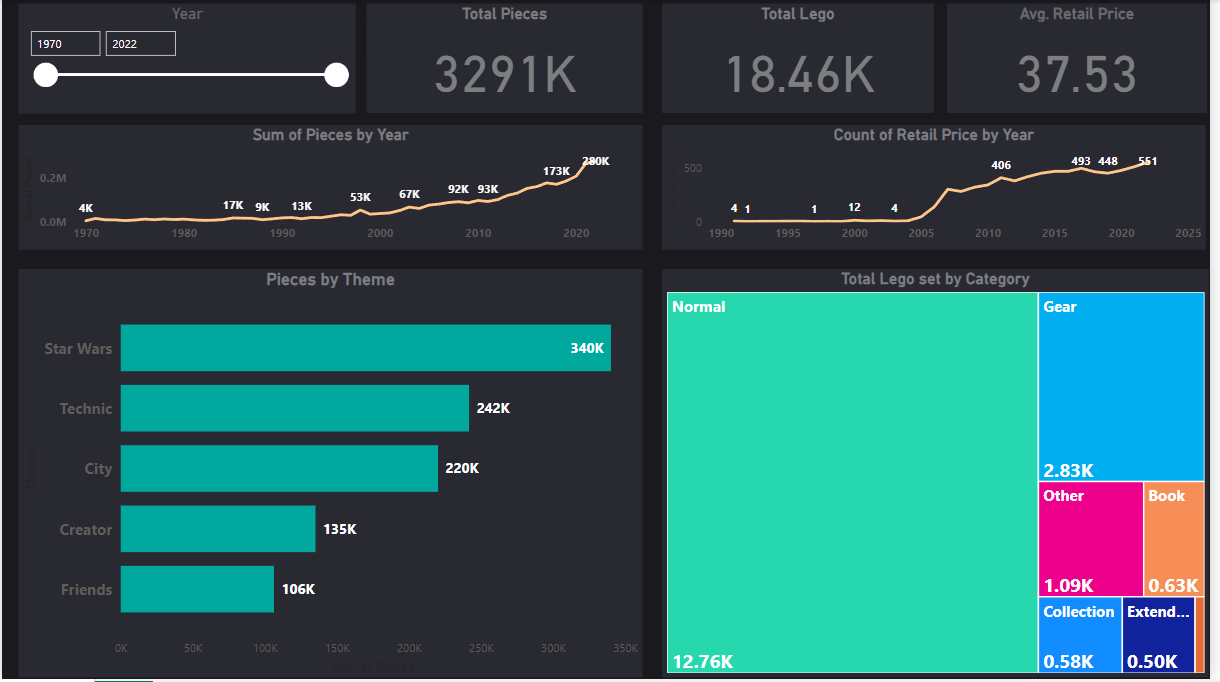 Year
1970 2022
Total Pieces
3291K
Total Lego
18.46K
Avg. Retail Price
37.53
Sum of Pieces by Year
0.2M
0.0M
4K 17K 9K 13K 53K 67K 92K 93K 173K 280K
1970 1980 1990 2000 2010 2020
Count of Retail Price by Year
500
0
4 1 1 12 4 406 493 448 551
1990 1995 2000 2005 2010 2015 2020 2025
Pieces by Theme
Theme
Star Wars 340K
Technic 242K
City 220K
Creator 135K
Friends 106K
0K 50K 100K 150K 200K 250K 300K 350K
Sum of Pieces
Total Lego set by Category
Normal
12.76K
Gear
2.83K
Other
1.09K
Book
0.63K
Collection
0.58K
Extend...
0.50K